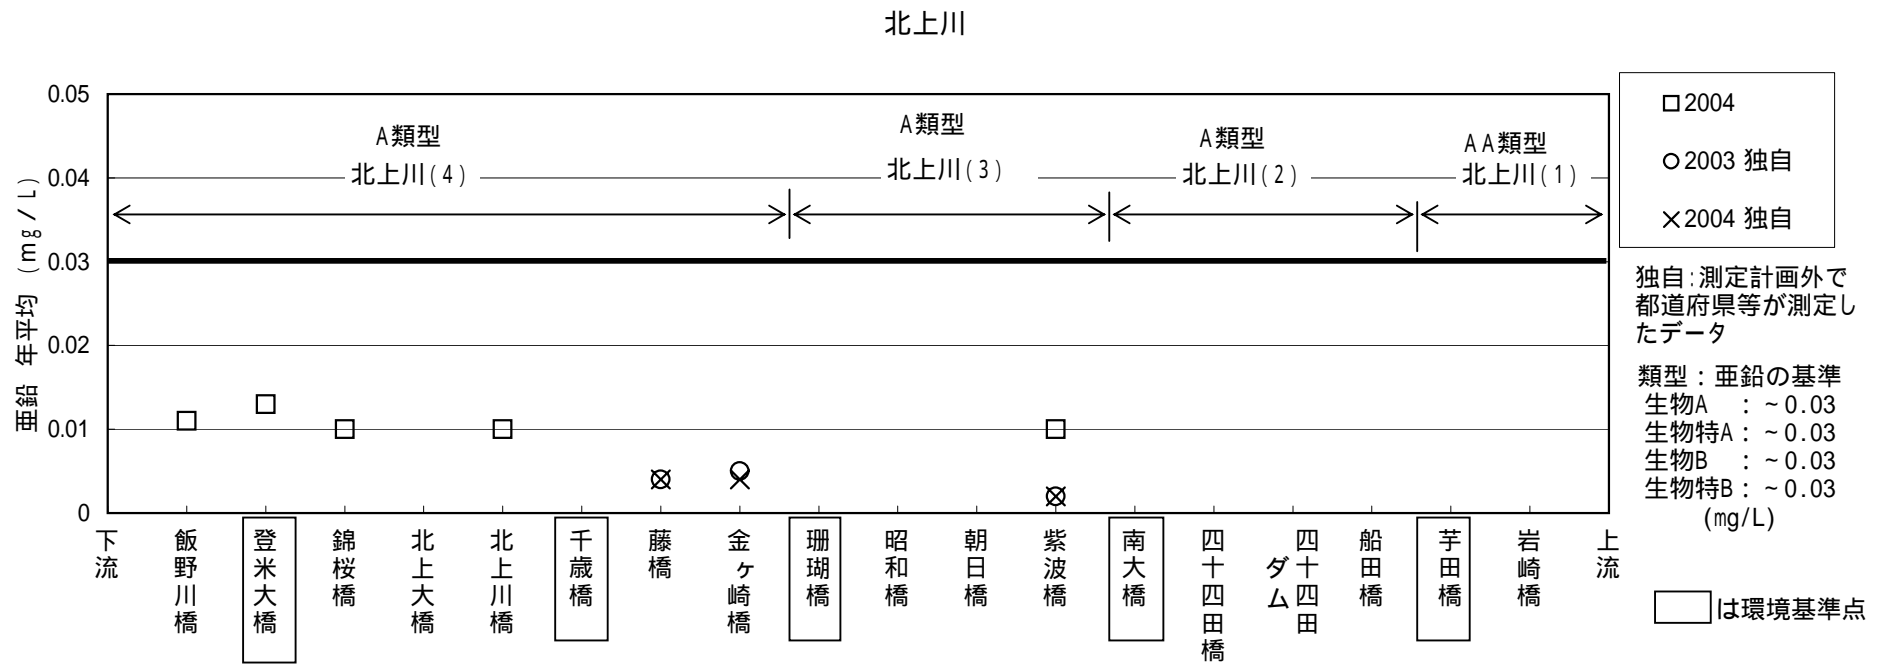 北上川
亜鉛 年平均 (mg/L)
0.05
0.04
0.03
0.02
0.01
0
A類型
北上川(4)
A類型
北上川(3)
A類型
北上川(2)
AA類型
北上川(1)
下流
飯野川橋
登米大橋
錦桜橋
北上大橋
北上川橋
千歳橋
藤橋
金ヶ崎橋
珊瑚橋
昭和橋
朝日橋
紫波橋
南大橋
四十四田橋
四十四田
ダム
船田橋
芋田橋
岩崎橋
上流
2004
2003 独自
2004 独自
独自:測定計画外で
都道府県等が測定し
たデータ
類型:亜鉛の基準
生物A :~0.03
生物特A:~0.03
生物B :~0.03
生物特B:~0.03
(mg/L)
は環境基準点